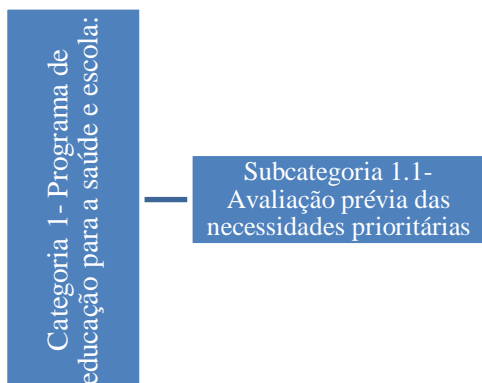 Categoria 1- Programa de
educação para a saúde e escola:
Subcategoria 1.1-
Avaliação prévia das
necessidades prioritárias